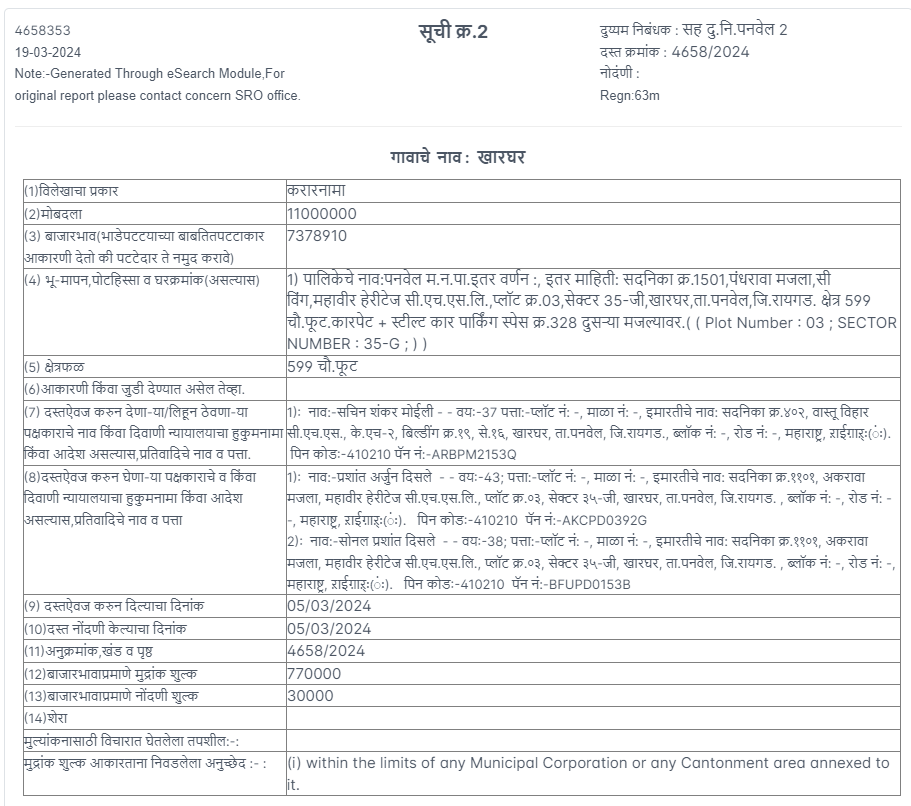 4658353
19-03-2024
Note:-Generated Through eSearch Module,For
original report please contact concern SRO office.
सूची क्र.2
दुय्यम निबंधक : सह दु.नि.पनवेल 2
दस्त क्रमांक : 4658/2024
नोदंणी :
Regn:63m
गावाचे नाव : खारघर
(1)विलेखाचा प्रकार
करारनामा
(2)मोबदला
11000000
(3) बाजारभाव(भाडेपटटयाच्या बाबतितपटटाकार
आकारणी देतो की पटटेदार ते नमुद करावे)
7378910
(4) भू-मापन,पोटहिस्सा व घरक्रमांक(असल्यास)
1) पालिकेचे नाव:पनवेल म.न.पा.इतर वर्णन :, इतर माहिती: सदनिका क्र.1501,पंधरावा मजला,सी
विंग,महावीर हेरीटेज सी.एच.एस.लि.,प्लॉट क्र.03,सेक्टर 35-जी,खारघर,ता.पनवेल,जि.रायगड. क्षेत्र 599
चौ.फूट.कारपेट + स्टील्ट कार पार्किंग स्पेस क्र.328 दुसऱ्या मजल्यावर.( ( Plot Number : 03 ; SECTOR
NUMBER : 35-G ; ) )
(5) क्षेत्रफळ
599 चौ.फूट
(6)आकारणी किंवा जुडी देण्यात असेल तेव्हा.
(7) दस्तऐवज करुन देणा-या/लिहून ठेवणा-या
पक्षकाराचे नाव किंवा दिवाणी न्यायालयाचा हुकुमनामा
किंवा आदेश असल्यास,प्रतिवादिचे नाव व पत्ता.
1): नाव:-सचिन शंकर मोईली - - वय:-37 पत्ता:-प्लॉट नं: -, माळा नं: -, इमारतीचे नाव: सदनिका क्र.४०२, वास्तू विहार
सी.एच.एस., के.एच-२, बिल्डींग क्र.१९, से.१६, खारघर, ता.पनवेल, जि.रायगड., ब्लॉक नं: -, रोड नं: -, महाराष्ट्र, ऱाईग़ाऱ:(ं:).
पिन कोड:-410210 पॅन नं:-ARBPM2153Q
(8)दस्तऐवज करुन घेणा-या पक्षकाराचे व किंवा
दिवाणी न्यायालयाचा हुकुमनामा किंवा आदेश
असल्यास,प्रतिवादिचे नाव व पत्ता
1): नाव:-प्रशांत अर्जुन दिसले - - वय:-43; पत्ता:-प्लॉट नं: -, माळा नं: -, इमारतीचे नाव: सदनिका क्र.११०१, अकरावा
मजला, महावीर हेरीटेज सी.एच.एस.लि., प्लॉट क्र.०३, सेक्टर ३५-जी, खारघर, ता.पनवेल, जि.रायगड. , ब्लॉक नं: -, रोड नं: -
-, महाराष्ट्र, ऱाईग़ाऱ:(ं:). पिन कोड:-410210 पॅन नं:-AKCPD0392G
2): नाव:-सोनल प्रशांत दिसले - - वय:-38; पत्ता:-प्लॉट नं: -, माळा नं: -, इमारतीचे नाव: सदनिका क्र.११०१, अकरावा
मजला, महावीर हेरीटेज सी.एच.एस.लि., प्लॉट क्र.०३, सेक्टर ३५-जी, खारघर, ता.पनवेल, जि.रायगड. , ब्लॉक नं: -, रोड नं: -,
महाराष्ट्र, ऱाईग़ाऱ:(ं:). पिन कोड:-410210 पॅन नं:-BFUPD0153B
(9) दस्तऐवज करुन दिल्याचा दिनांक
05/03/2024
(10)दस्त नोंदणी केल्याचा दिनांक
05/03/2024
(11)अनुक्रमांक,खंड व पृष्ठ
4658/2024
(12)बाजारभावाप्रमाणे मुद्रांक शुल्क
770000
(13)बाजारभावाप्रमाणे नोंदणी शुल्क
30000
(14)शेरा
मुल्यांकनासाठी विचारात घेतलेला तपशील:-:
मुद्रांक शुल्क आकारताना निवडलेला अनुच्छेद :- :
(i) within the limits of any Municipal Corporation or any Cantonment area annexed to
it.